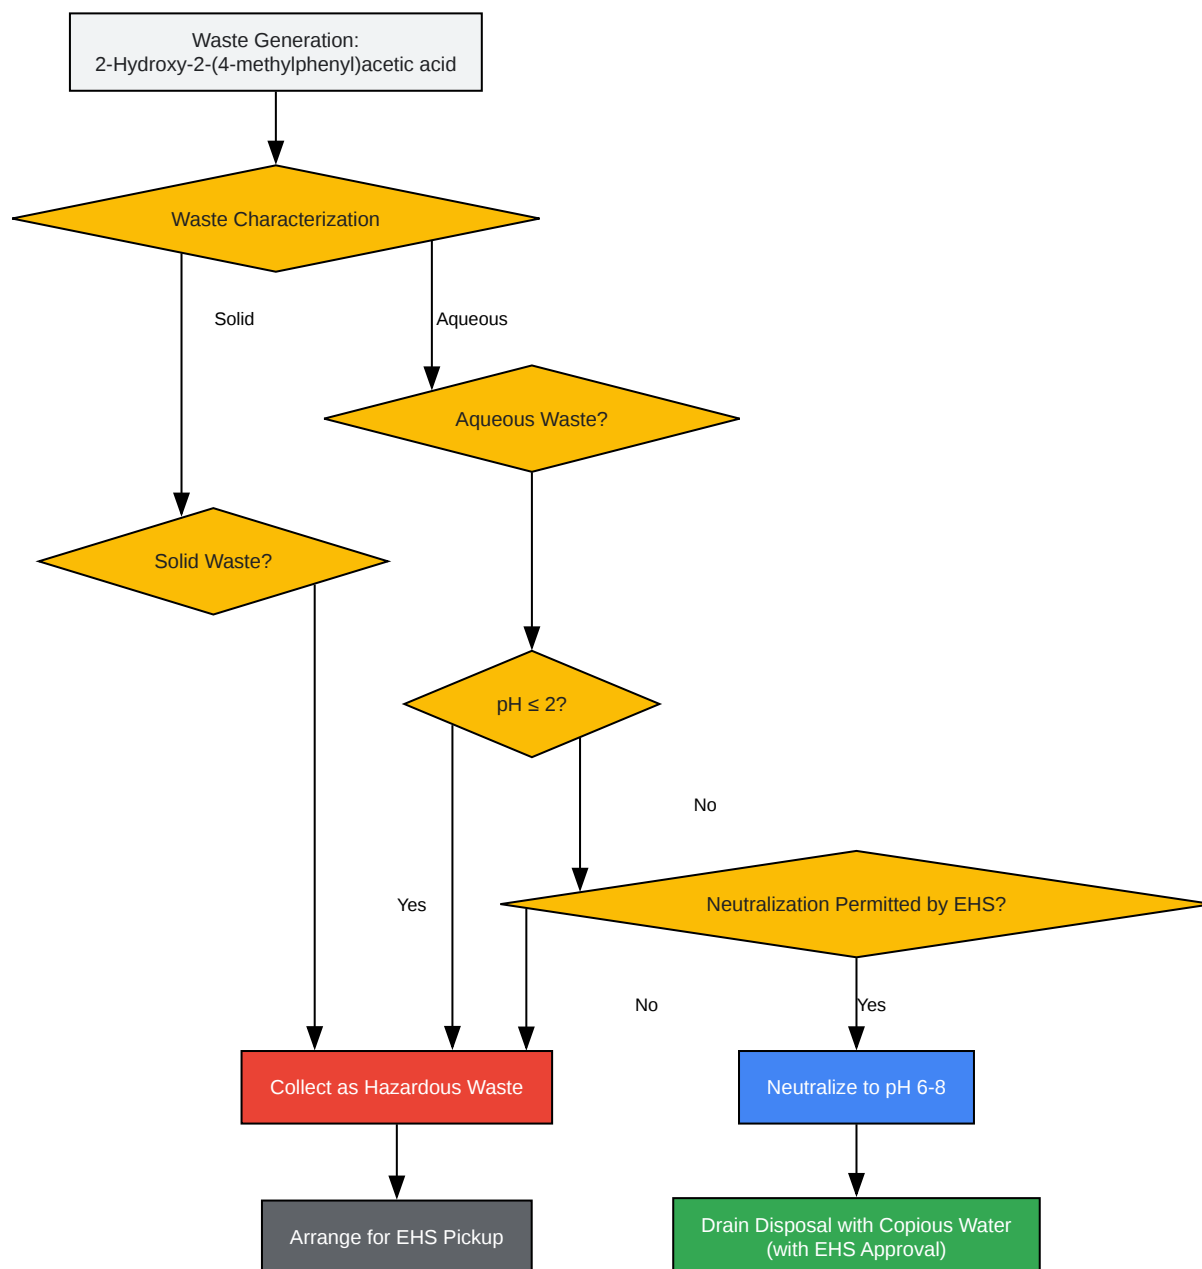 Waste Generation:
2-Hydroxy-2-(4-methylphenyl)acetic acid
Waste Characterization
Solid
Aqueous
Aqueous Waste?
Solid Waste?
pH ≤ 2?
No
Yes
Neutralization Permitted by EHS?
No
Yes
Collect as Hazardous Waste
Neutralize to pH 6-8
Arrange for EHS Pickup
Drain Disposal with Copious Water
(with EHS Approval)